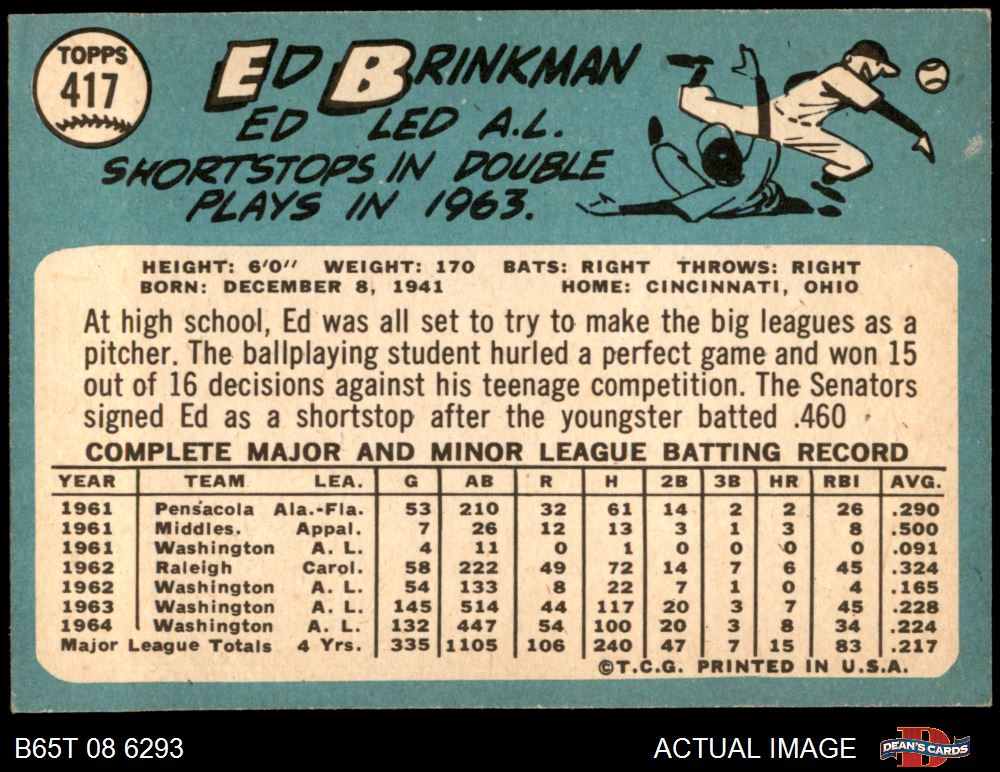 TOPPS
417
ED BRINKMAN
ED LED A.L.
SHORTSTOPS IN DOUBLE
PLAYS IN 1963.
HEIGHT: 6'0" WEIGHT: 170 BATS: RIGHT THROWS: RIGHT
BORN: DECEMBER 8, 1941 HOME: CINCINNATI, OHIO
At high school, Ed was all set to try to make the big leagues as a
pitcher. The ballplaying student hurled a perfect game and won 15
out of 16 decisions against his teenage competition. The Senators
signed Ed as a shortstop after the youngster batted .460
COMPLETE MAJOR AND MINOR LEAGUE BATTING RECORD
YEAR TEAM LEA. G AB R H 2B 3B HR RBI AVG.
1961 Pensacola Ala.-Fla. 53 210 32 61 14 2 2 26 .290
1961 Middles. Appal. 7 26 12 13 3 1 3 8 .500
1961 Washington A. L. 4 11 0 1 0 0 0 0 .091
1962 Raleigh Carol. 58 222 49 72 14 7 6 45 .324
1962 Washington A. L. 54 133 8 22 7 1 0 4 .165
1963 Washington A. L. 145 514 44 117 20 3 7 45 .228
1964 Washington A. L. 132 447 54 100 20 3 8 34 .224
Major League Totals 4 Yrs. 335 1105 106 240 47 7 15 83 .217
©T.C.G. PRINTED IN U.S.A.
B65T 08 6293 ACTUAL IMAGE DEAN'S CARDS